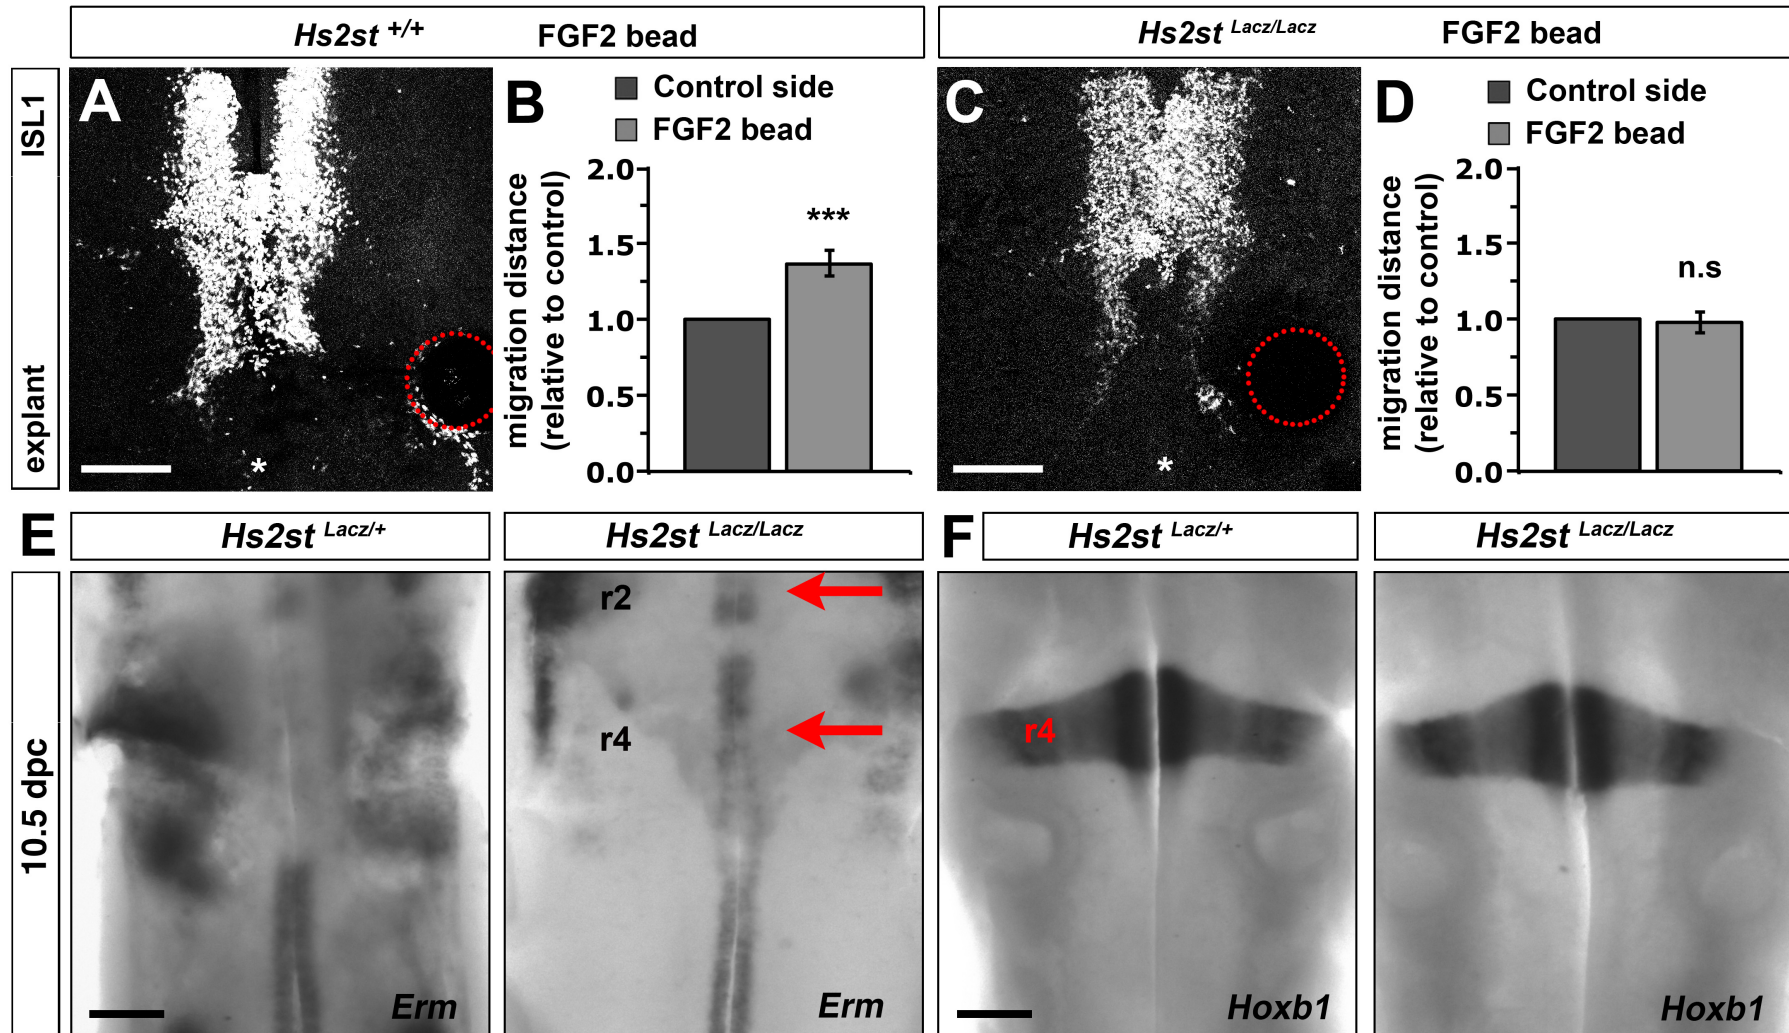 Hs2st +/+ FGF2 bead
Hs2st Lacz/Lacz FGF2 bead
ISL1
explant
A
*
B
Control side
FGF2 bead
migration distance
(relative to control)
2.0
1.5
1.0
0.5
0.0
***
C
*
D
Control side
FGF2 bead
migration distance
(relative to control)
2.0
1.5
1.0
0.5
0.0
n.s
E
Hs2st Lacz/+
Hs2st Lacz/Lacz
F
Hs2st Lacz/+
Hs2st Lacz/Lacz
10.5 dpc
Erm
r2
r4
Erm
r4
Hoxb1
Hoxb1